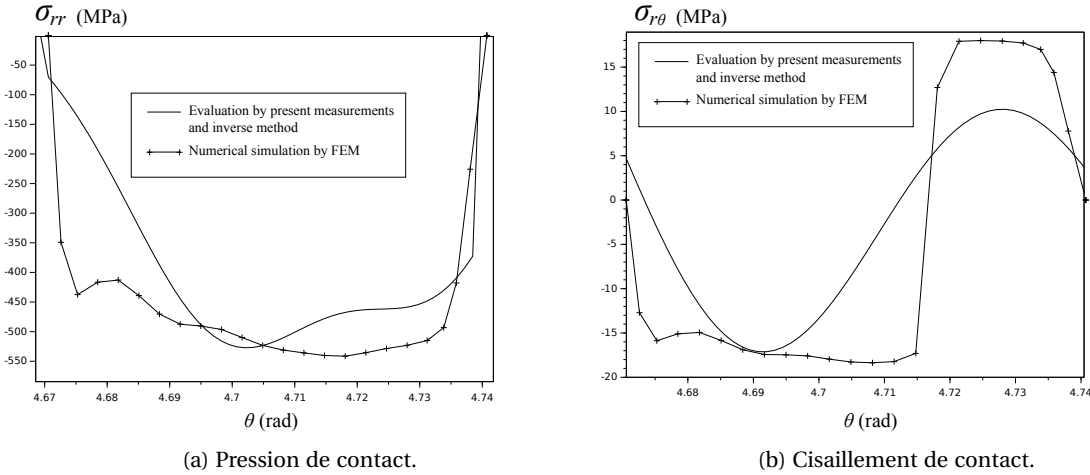 σrr (MPa)
-50
-100
-150
-200
-250
-300
-350
-400
-450
-500
-550
4.67
4.68
4.69
4.7
4.71
4.72
4.73
4.74
θ (rad)
Evaluation by present measurements
and inverse method
Numerical simulation by FEM
(a) Pression de contact.
σrθ (MPa)
15
10
5
0
-5
-10
-15
-20
4.68
4.69
4.7
4.71
4.72
4.73
4.74
θ (rad)
Evaluation by present measurements
and inverse method
Numerical simulation by FEM
(b) Cisaillement de contact.